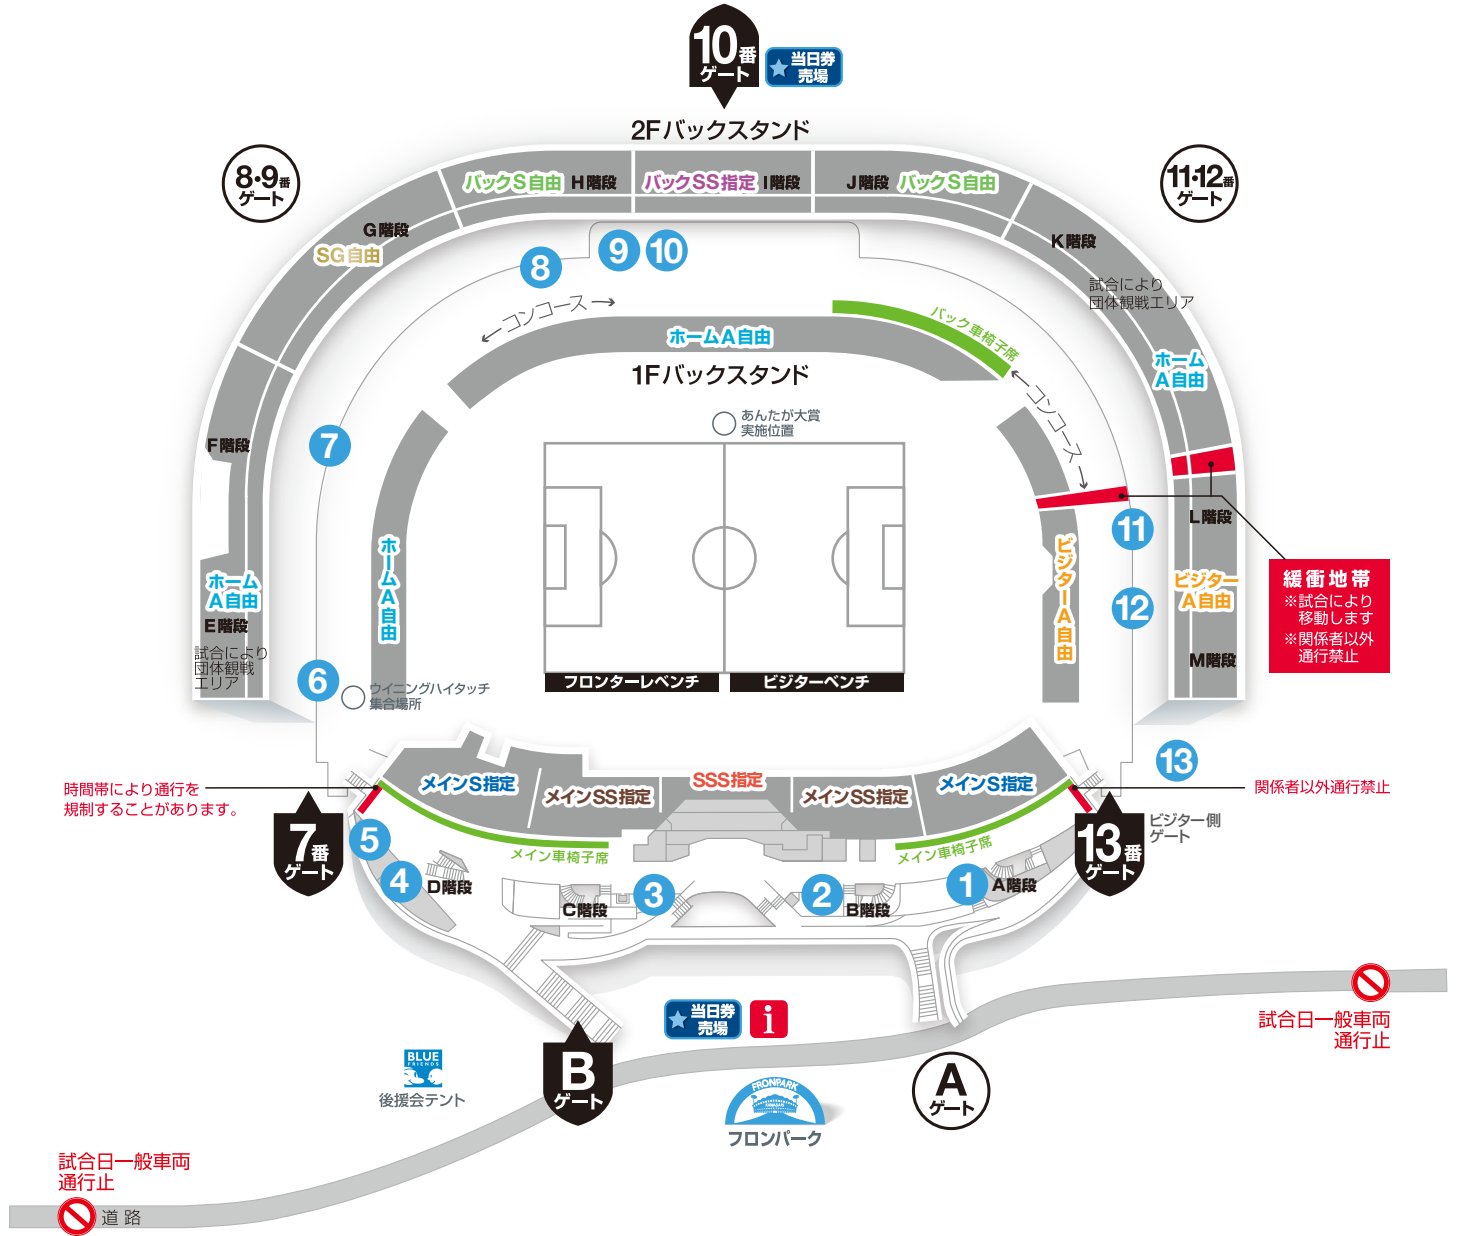 10番
ゲート
当日券
売場
2Fバックスタンド
8・9番
ゲート
11・12番
ゲート
バックS自由
H階段
バックSS指定
I階段
J階段
バックS自由
G階段
SG自由
K階段
試合により
団体観戦エリア
8
9
10
コンコース
バック車椅子席
ホームA自由
1Fバックスタンド
ホーム
A自由
コンコース
あんたが大賞
実施位置
F階段
7
L階段
11
ホームA自由
ビジターA自由
緩衝地帯
※試合により
移動します
※関係者以外
通行禁止
ホーム
A自由
ビジター
A自由
12
E階段
試合により
団体観戦
エリア
M階段
6
ウイニングハイタッチ
集合場所
フロンターレベンチ
ビジターベンチ
13
時間帯により通行を
規制することがあります。
メインS指定
メインSS指定
SSS指定
メインSS指定
メインS指定
関係者以外通行禁止
7番
ゲート
5
メイン車椅子席
メイン車椅子席
13番
ゲート
ビジター側
ゲート
4
D階段
C階段
3
2
B階段
1
A階段
当日券
売場
i
試合日一般車両
通行止
BLUE
FRIENDS
後援会テント
B
ゲート
FRONPARK
KAWASAKI
フロンパーク
A
ゲート
試合日一般車両
通行止
道路